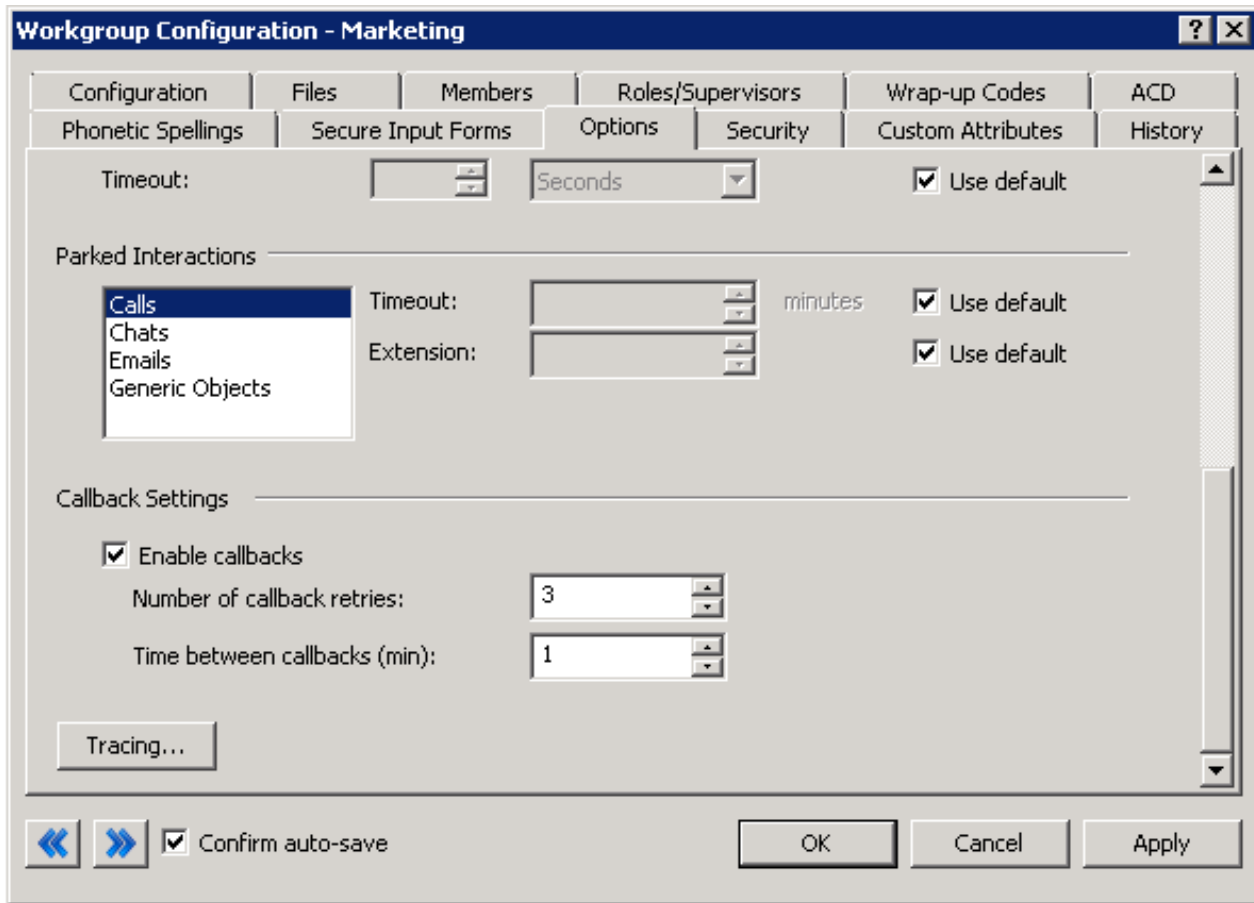 Workgroup Configuration - Marketing
Configuration Files Members Roles/Supervisors Wrap-up Codes ACD
Phonetic Spellings Secure Input Forms Options Security Custom Attributes History
Timeout: Seconds Use default
Parked Interactions
Calls Timeout: minutes Use default
Chats
Emails Extension: Use default
Generic Objects
Callback Settings
Enable callbacks
Number of callback retries: 3
Time between callbacks (min): 1
Tracing...
Confirm auto-save OK Cancel Apply